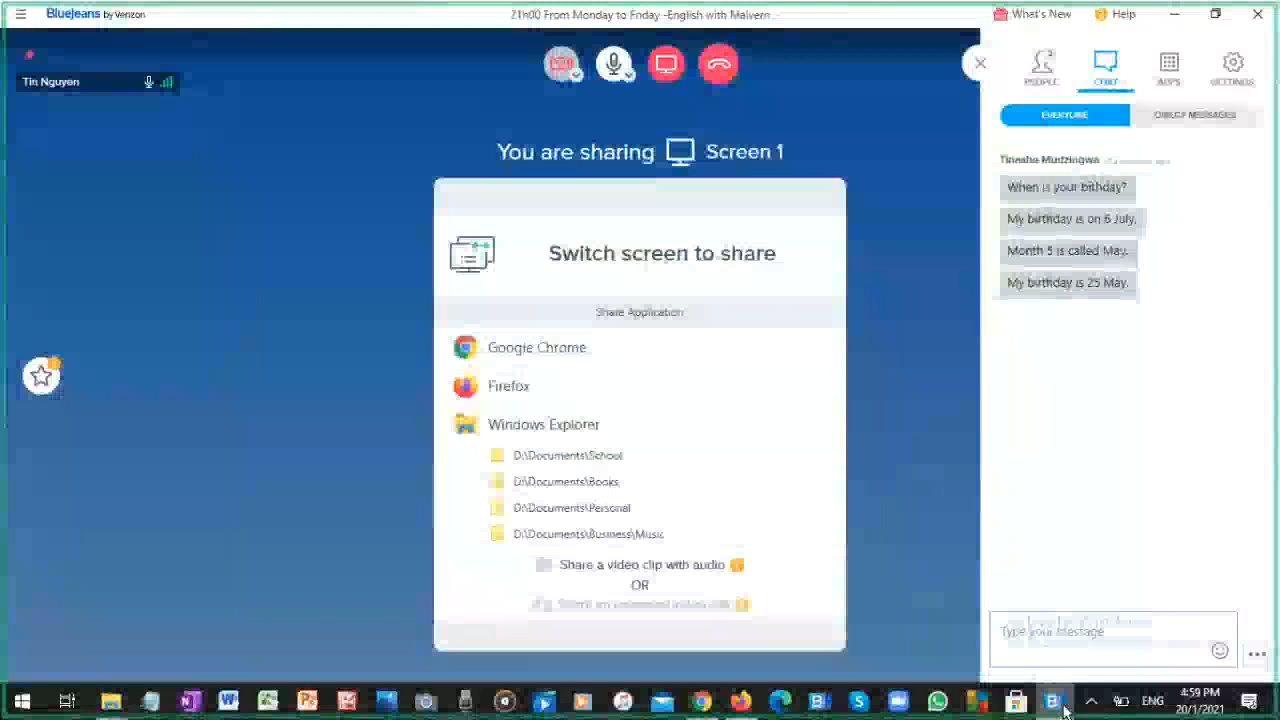 BlueJeans by Verizon
21h00 From Monday to Friday -English with Malvern
What's New
Help
Tin Nguyen
PEOPLE
CHAT
APPS
SETTINGS
EVERYONE
DIRECT MESSAGES
You are sharing Screen 1
Tinashe Mudzingwa
When is your bithday?
My birthday is on 6 July.
Month 5 is called May.
My birthday is 25 May.
Switch screen to share
Share Application
Google Chrome
Firefox
Windows Explorer
D:\Documents\School
D:\Documents\Books
D:\Documents\Personal
D:\Documents\Business\Music
Share a video clip with audio
OR
Type your message
ENG
4:59 PM
20/1/2021